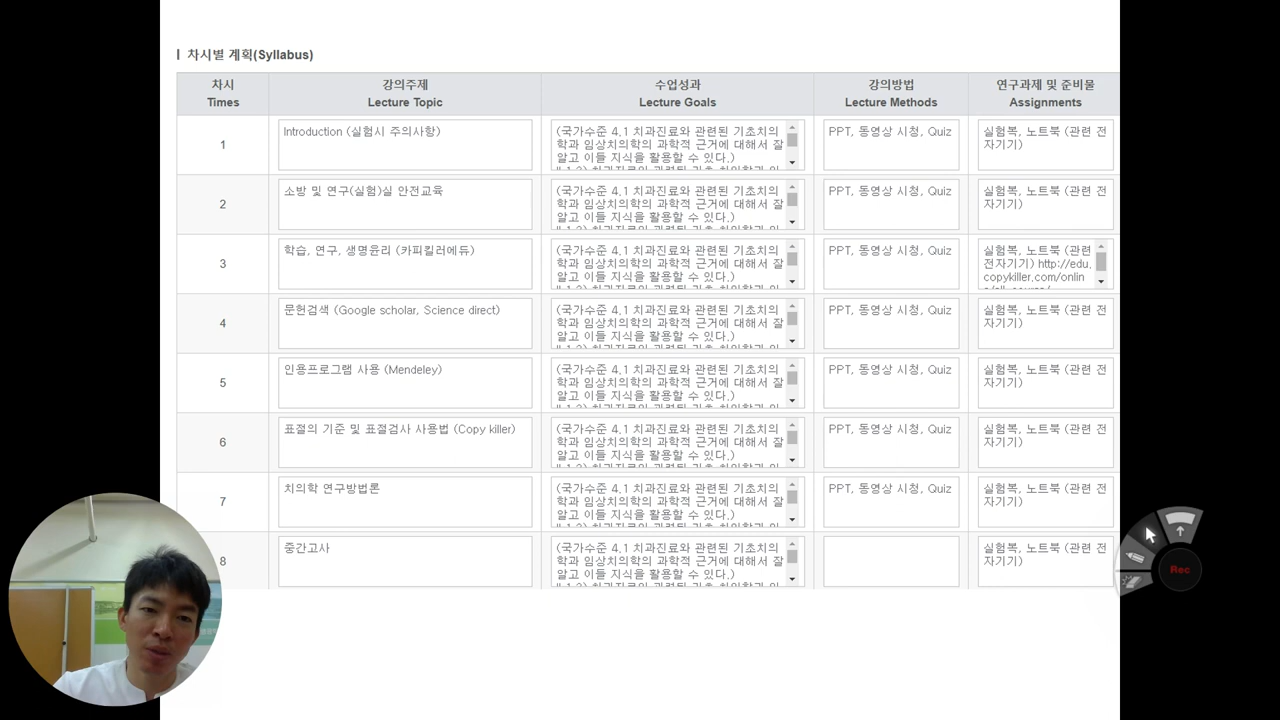 차시별 계획(Syllabus)
차시 강의주제 수업성과 강의방법 연구과제 및 준비물
Times Lecture Topic Lecture Goals Lecture Methods Assignments
1
Introduction (실험시 주의사항)
(국가수준 4.1 치과진료와 관련된 기초치의
학과 임상치의학의 과학적 근거에 대해서 잘
알고 이들 지식을 활용할 수 있다.)
PPT, 동영상 시청, Quiz
실험복, 노트북 (관련 전
자기기)
2
소방 및 연구(실험)실 안전교육
(국가수준 4.1 치과진료와 관련된 기초치의
학과 임상치의학의 과학적 근거에 대해서 잘
알고 이들 지식을 활용할 수 있다.)
PPT, 동영상 시청, Quiz
실험복, 노트북 (관련 전
자기기)
3
학습, 연구, 생명윤리 (카피킬러에듀)
(국가수준 4.1 치과진료와 관련된 기초치의
학과 임상치의학의 과학적 근거에 대해서 잘
알고 이들 지식을 활용할 수 있다.)
PPT, 동영상 시청, Quiz
실험복, 노트북 (관련
전자기기) http://edu.
copykiller.com/onlin
4
문헌검색 (Google scholar, Science direct)
(국가수준 4.1 치과진료와 관련된 기초치의
학과 임상치의학의 과학적 근거에 대해서 잘
알고 이들 지식을 활용할 수 있다.)
PPT, 동영상 시청, Quiz
실험복, 노트북 (관련 전
자기기)
5
인용프로그램 사용 (Mendeley)
(국가수준 4.1 치과진료와 관련된 기초치의
학과 임상치의학의 과학적 근거에 대해서 잘
알고 이들 지식을 활용할 수 있다.)
PPT, 동영상 시청, Quiz
실험복, 노트북 (관련 전
자기기)
6
표절의 기준 및 표절검사 사용법 (Copy killer)
(국가수준 4.1 치과진료와 관련된 기초치의
학과 임상치의학의 과학적 근거에 대해서 잘
알고 이들 지식을 활용할 수 있다.)
PPT, 동영상 시청, Quiz
실험복, 노트북 (관련 전
자기기)
7
치의학 연구방법론
(국가수준 4.1 치과진료와 관련된 기초치의
학과 임상치의학의 과학적 근거에 대해서 잘
알고 이들 지식을 활용할 수 있다.)
PPT, 동영상 시청, Quiz
실험복, 노트북 (관련 전
자기기)
8
중간고사
(국가수준 4.1 치과진료와 관련된 기초치의
학과 임상치의학의 과학적 근거에 대해서 잘
알고 이들 지식을 활용할 수 있다.)
실험복, 노트북 (관련 전
자기기)
Rec